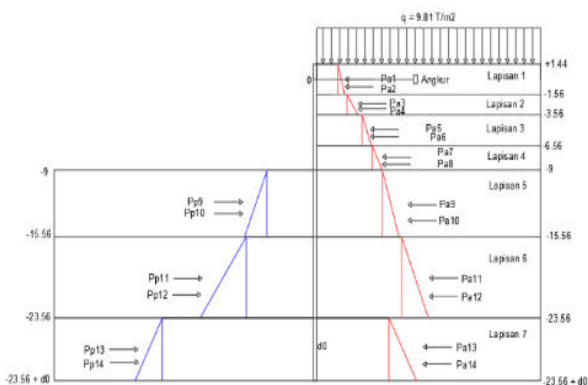 q = 9.81 T/m2
+1.44
0
Pa1
Angkur
Lapisan 1
Pa2
-1.56
Pa3
Lapisan 2
Pa4
-3.56
Pa5
Lapisan 3
Pa6
6.56
Pa7
Lapisan 4
Pa8
-9
-9
Lapisan 5
Pp9
Pa9
Pp10
Pa10
-15.56
-15.56
Lapisan 6
Pp11
Pa11
Pp12
Pa12
-23.56
-23.56
Lapisan 7
Pp13
d0
Pa13
Pp14
Pa14
-23.56 + d0
-23.56 + d0